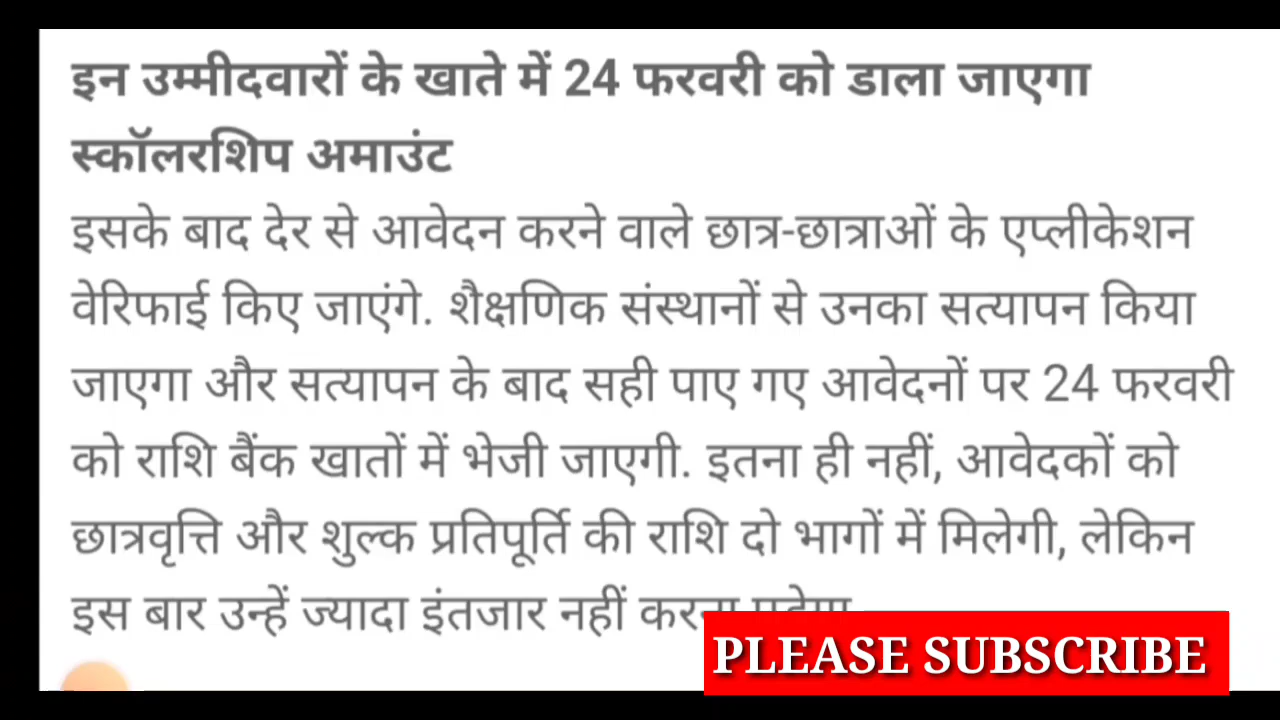 इन उम्मीदवारों के खाते में 24 फरवरी को डाला जाएगा
स्कॉलरशिप अमाउंट
इसके बाद देर से आवेदन करने वाले छात्र-छात्राओं के एप्लीकेशन
वेरिफाई किए जाएंगे. शैक्षणिक संस्थानों से उनका सत्यापन किया
जाएगा और सत्यापन के बाद सही पाए गए आवेदनों पर 24 फरवरी
को राशि बैंक खातों में भेजी जाएगी. इतना ही नहीं, आवेदकों को
छात्रवृत्ति और शुल्क प्रतिपूर्ति की राशि दो भागों में मिलेगी, लेकिन
इस बार उन्हें ज्यादा इंतजार नहीं
PLEASE SUBSCRIBE